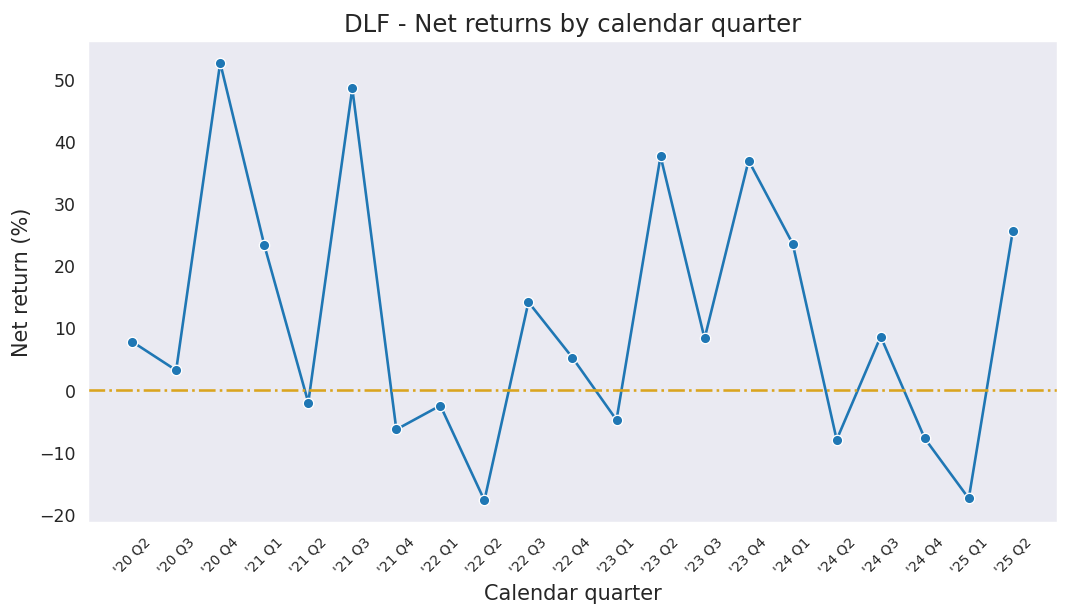 DLF - Net returns by calendar quarter
Net return (%)
50
40
30
20
10
0
−10
−20
'20 Q2
'20 Q3
'20 Q4
'21 Q1
'21 Q2
'21 Q3
'21 Q4
'22 Q1
'22 Q2
'22 Q3
'22 Q4
'23 Q1
'23 Q2
'23 Q3
'23 Q4
'24 Q1
'24 Q2
'24 Q3
'24 Q4
'25 Q1
'25 Q2
Calendar quarter